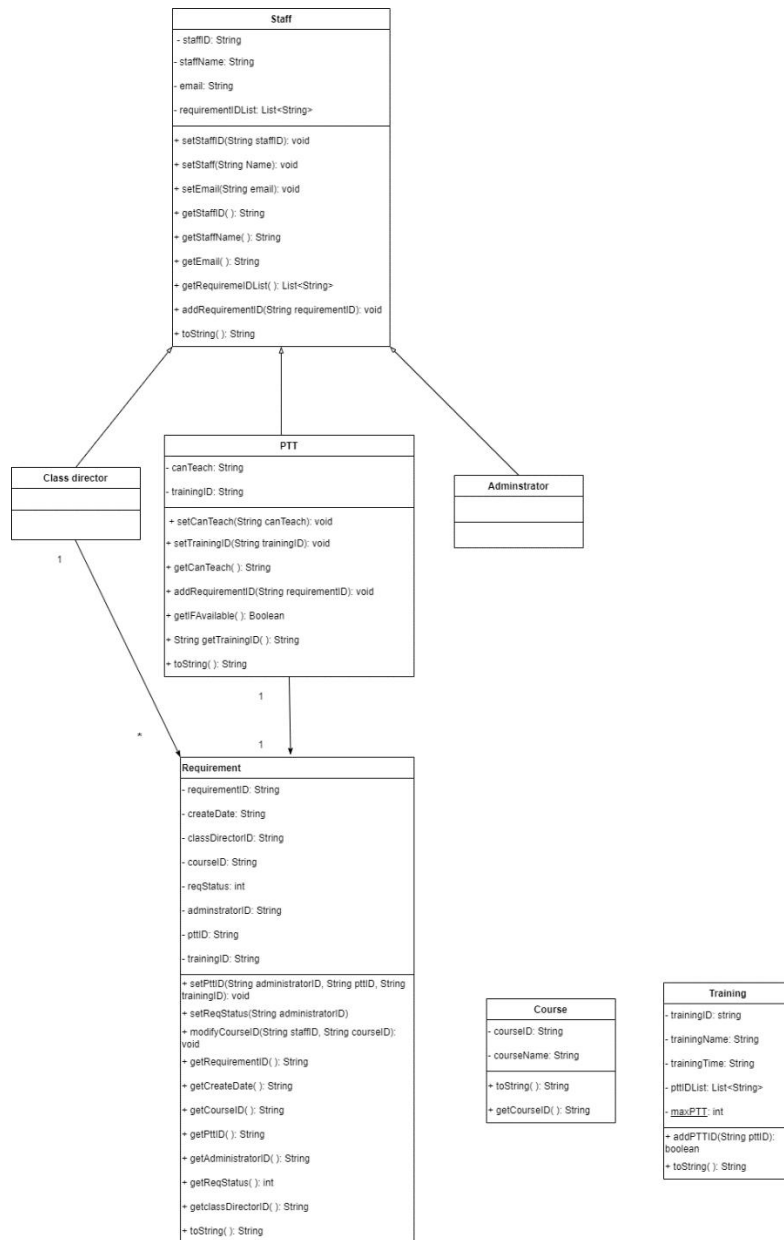 Staff
- staffID: String
- staffName: String
- email: String
- requirementIDList: List<String>
+ setStaffID(String staffID): void
+ setStaff(String Name): void
+ setEmail(String email): void
+ getStaffID( ): String
+ getStaffName( ): String
+ getEmail( ): String
+ getRequiremeIDList( ): List<String>
+ addRequirementID(String requirementID): void
+ toString( ): String
Class director
PTT
- canTeach: String
- trainingID: String
+ setCanTeach(String canTeach): void
+ setTrainingID(String trainingID): void
+ getCanTeach( ): String
+ addRequirementID(String requirementID): void
+ getIFAvailable( ): Boolean
+ String getTrainingID( ): String
+ toString( ): String
Adminstrator
1
*
1
1
Requirement
- requirementID: String
- createDate: String
- classDirectorID: String
- courseID: String
- reqStatus: int
- adminstratorID: String
- pttID: String
- trainingID: String
+ setPttID(String administratorID, String pttID, String
trainingID): void
+ setReqStatus(String administratorID)
+ modifyCourseID(String staffID, String courseID):
void
+ getRequirementID( ): String
+ getCreateDate( ): String
+ getCourseID( ): String
+ getPttID( ): String
+ getAdministratorID( ): String
+ getReqStatus( ): int
+ getclassDirectorID( ): String
+ toString( ): String
Course
- courseID: String
- courseName: String
+ toString( ): String
+ getCourseID( ): String
Training
- trainingID: string
- trainingName: String
- trainingTime: String
- pttIDList: List<String>
- maxPTT: int
+ addPTTID(String pttID):
boolean
+ toString( ): String